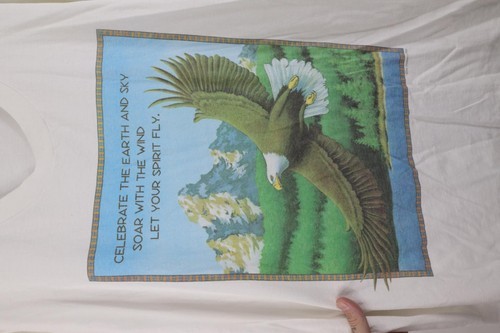 CELEBRATE THE EARTH AND SKY
SOAR WITH THE WIND
LET YOUR SPIRIT FLY.